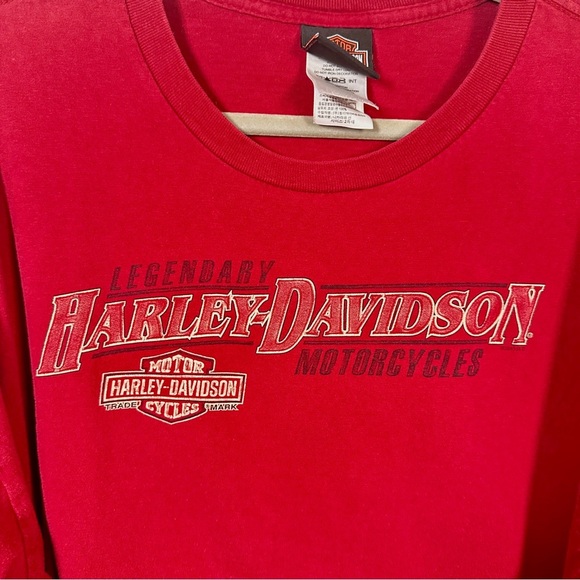 LEGENDARY
HARLEY-DAVIDSON
MOTORCYCLES
MOTOR
HARLEY-DAVIDSON
CYCLES
TRADE MARK